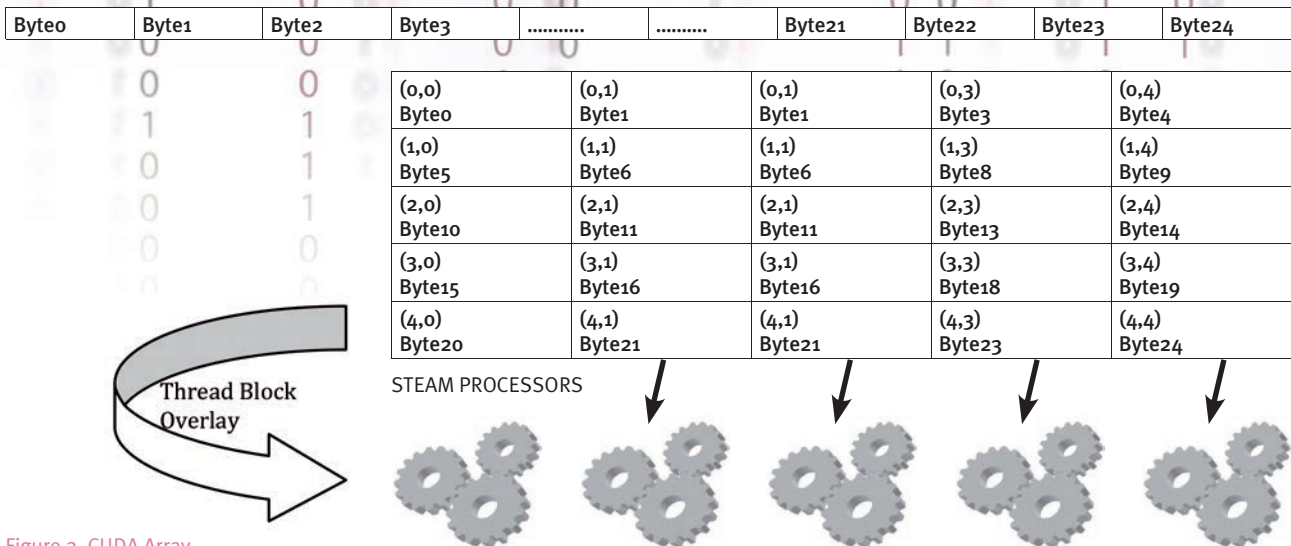 Byte0 Byte1 Byte2 Byte3 ........... .......... Byte21 Byte22 Byte23 Byte24
(0,0) (0,1) (0,1) (0,3) (0,4)
Byte0 Byte1 Byte1 Byte3 Byte4
(1,0) (1,1) (1,1) (1,3) (1,4)
Byte5 Byte6 Byte6 Byte8 Byte9
(2,0) (2,1) (2,1) (2,3) (2,4)
Byte10 Byte11 Byte11 Byte13 Byte14
(3,0) (3,1) (3,1) (3,3) (3,4)
Byte15 Byte16 Byte16 Byte18 Byte19
(4,0) (4,1) (4,1) (4,3) (4,4)
Byte20 Byte21 Byte21 Byte23 Byte24
STEAM PROCESSORS
Thread Block
Overlay